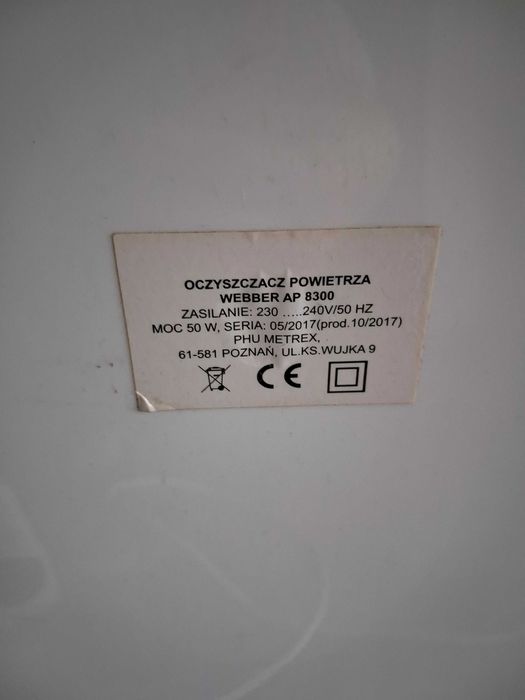 OCZYSZCZACZ POWIETRZA
WEBBER AP 8300
ZASILANIE: 230 .....240V/50 HZ
MOC 50 W, SERIA: 05/2017(prod.10/2017)
PHU METREX,
61-581 POZNAŃ, UL.KS.WUJKA 9
CE